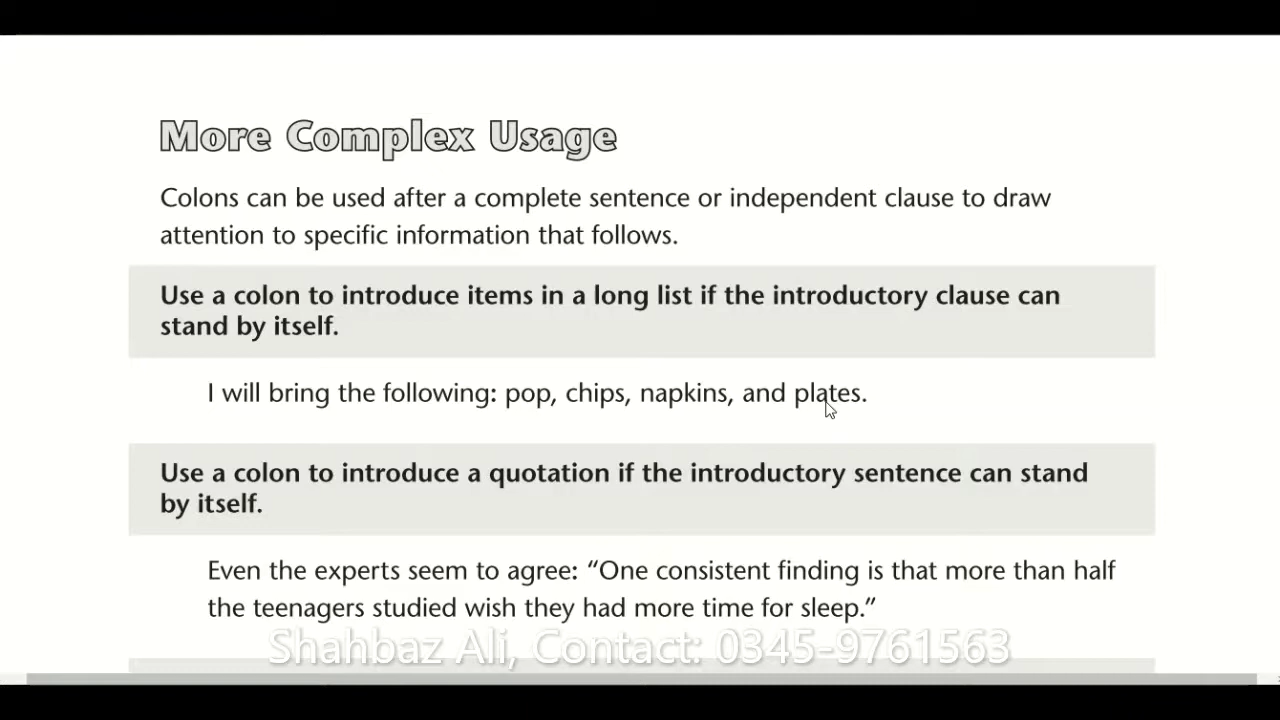 More Complex Usage
Colons can be used after a complete sentence or independent clause to draw
attention to specific information that follows.
Use a colon to introduce items in a long list if the introductory clause can
stand by itself.
I will bring the following: pop, chips, napkins, and plates.
Use a colon to introduce a quotation if the introductory sentence can stand
by itself.
Even the experts seem to agree: “One consistent finding is that more than half
the teenagers studied wish they had more time for sleep.”
Shahbaz Ali, Contact: 0345-9761563